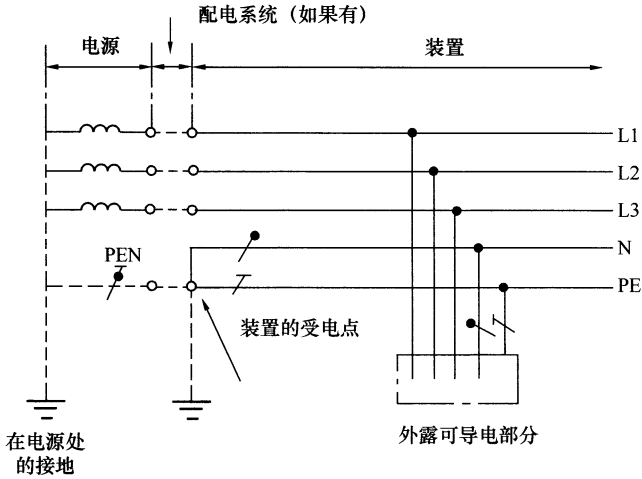 配电系统（如果有）
电源
装置
L1
L2
L3
N
PEN
PE
装置的受电点
外露可导电部分
在电源处
的接地